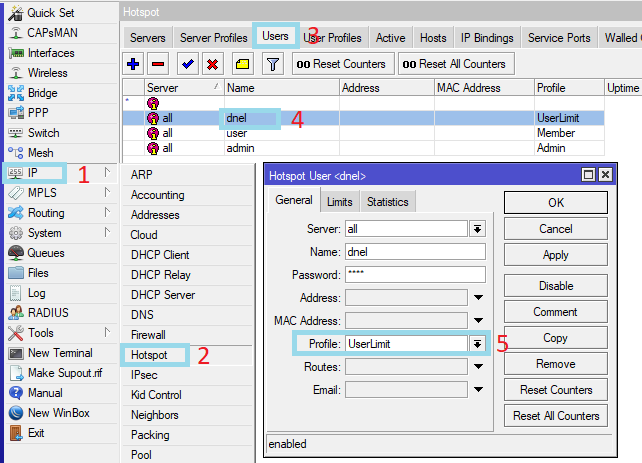 Quick Set
CAPsMAN
Interfaces
Wireless
Bridge
PPP
Switch
Mesh
IP 1
MPLS
Routing
System
Queues
Files
Log
RADIUS
Tools
New Terminal
Make Supout.rif
Manual
New WinBox
Exit
ARP
Accounting
Addresses
Cloud
DHCP Client
DHCP Relay
DHCP Server
DNS
Firewall
Hotspot 2
IPsec
Kid Control
Neighbors
Packing
Pool
Hotspot
Servers Server Profiles Users 3 User Profiles Active Hosts IP Bindings Service Ports Walled
00 Reset Counters 00 Reset All Counters
Server Name Address MAC Address Profile Uptime
*
all dnel 4 UserLimit
all user Member
all admin Admin
Hotspot User <dnel>
General Limits Statistics
Server: all
Name: dnel
Password: ****
Address:
MAC Address:
Profile: UserLimit 5
Routes:
Email:
OK
Cancel
Apply
Disable
Comment
Copy
Remove
Reset Counters
Reset All Counters
enabled